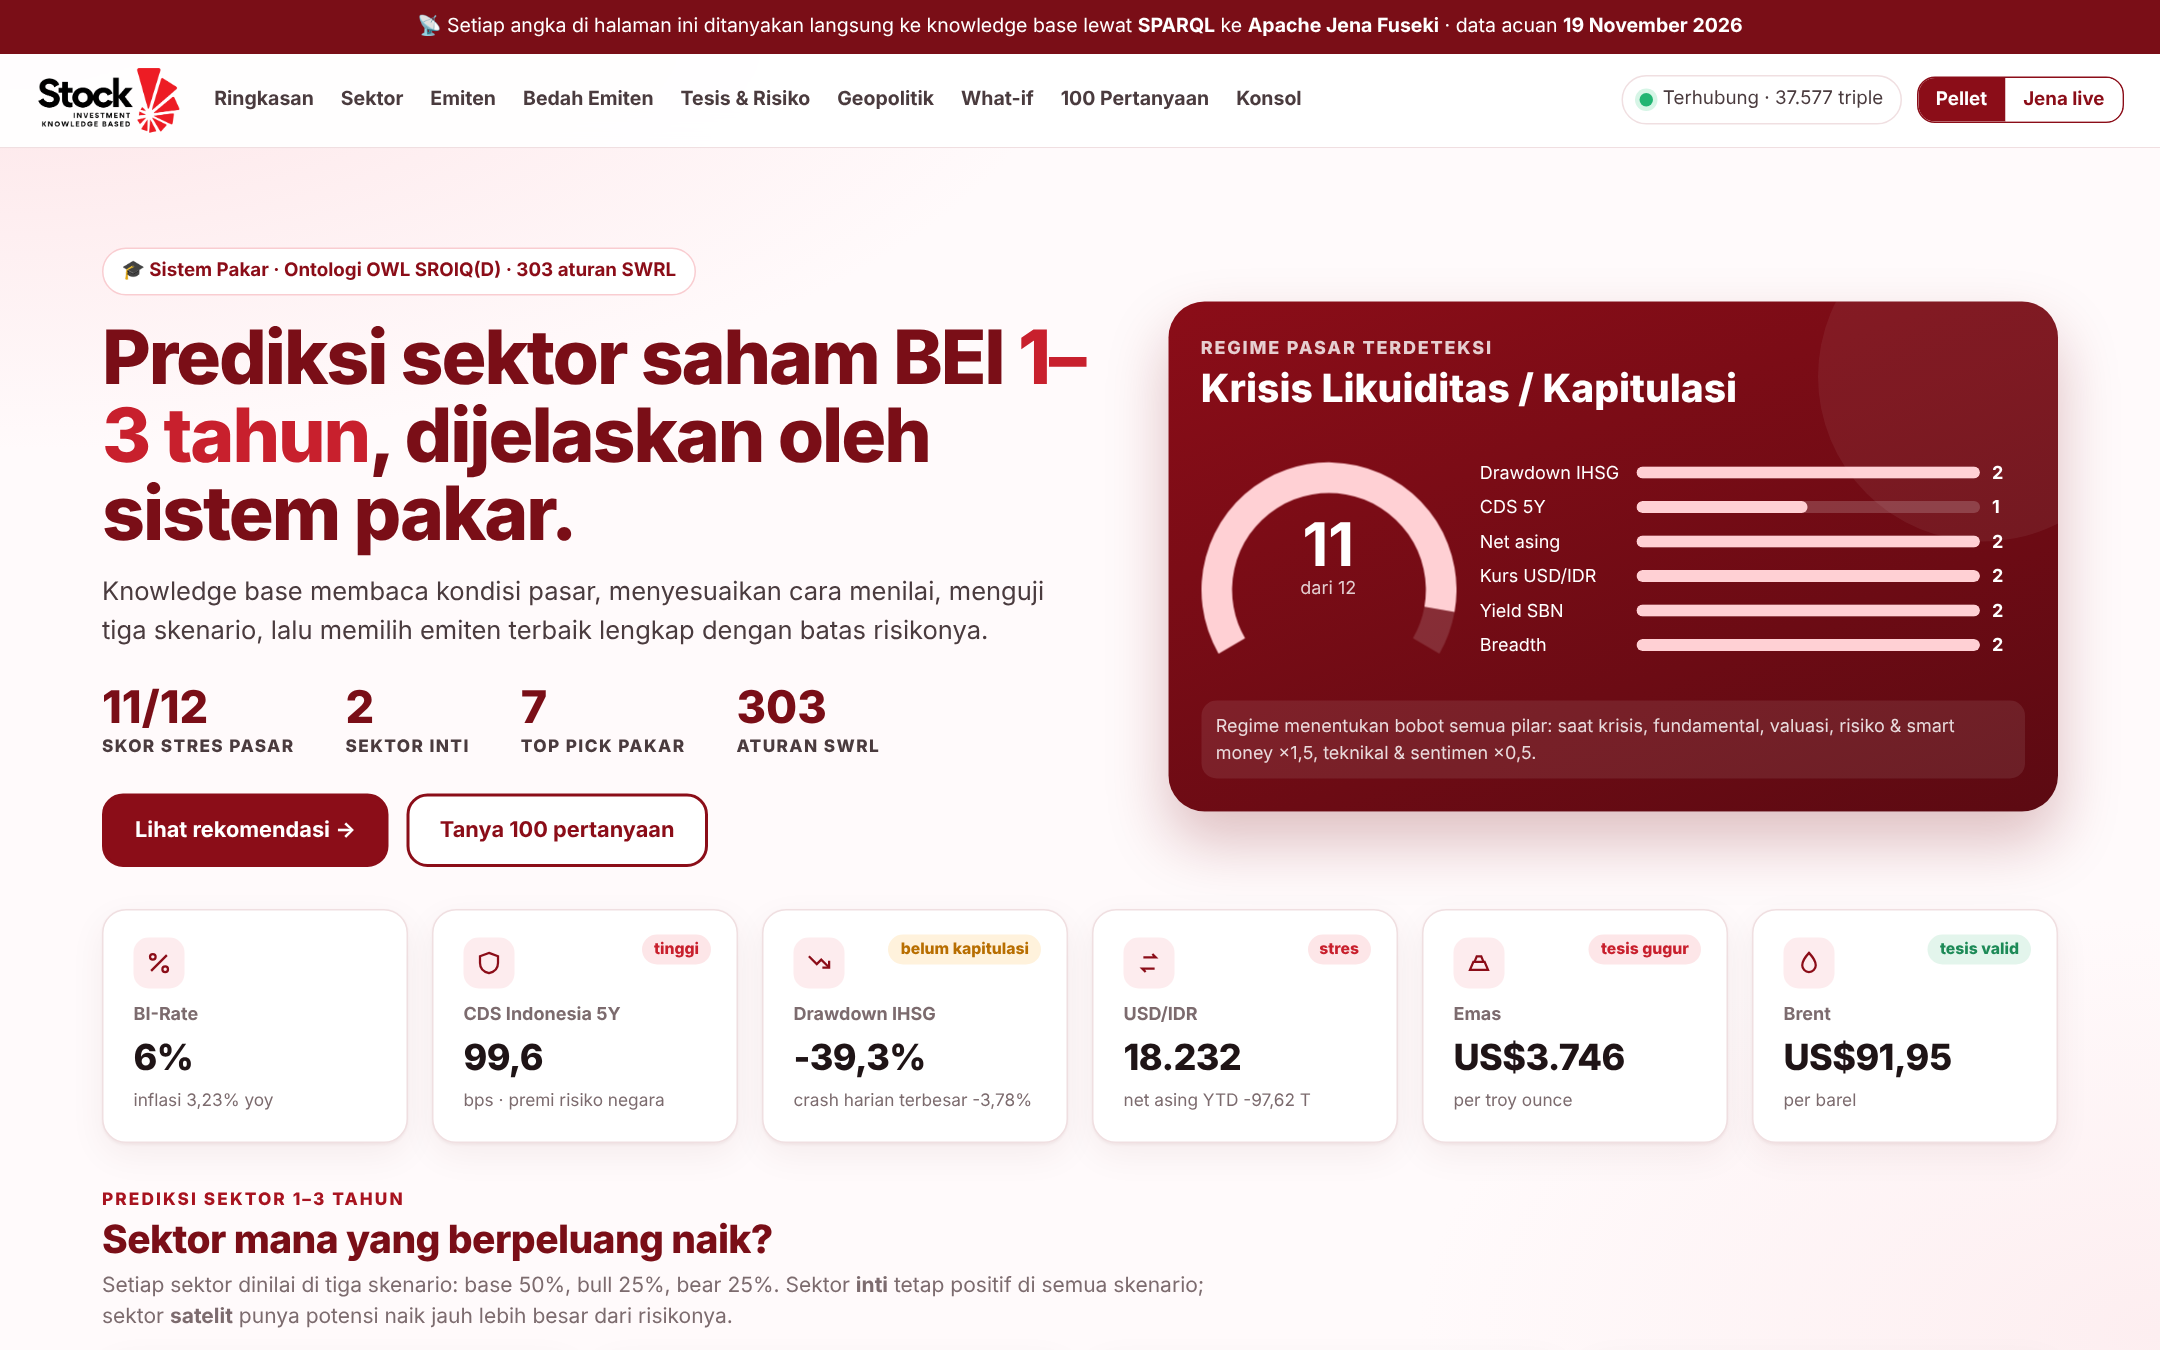 📡 Setiap angka di halaman ini ditanyakan langsung ke knowledge base lewat SPARQL ke Apache Jena Fuseki · data acuan 19 November 2026
Stock
INVESTMENT
KNOWLEDGE BASED
Ringkasan Sektor Emiten Bedah Emiten Tesis & Risiko Geopolitik What-if 100 Pertanyaan Konsol
Terhubung · 37.577 triple
Pellet Jena live
🎓 Sistem Pakar · Ontologi OWL SROIQ(D) · 303 aturan SWRL
Prediksi sektor saham BEI 1–
3 tahun, dijelaskan oleh
sistem pakar.
Knowledge base membaca kondisi pasar, menyesuaikan cara menilai, menguji
tiga skenario, lalu memilih emiten terbaik lengkap dengan batas risikonya.
11/12
SKOR STRES PASAR
2
SEKTOR INTI
7
TOP PICK PAKAR
303
ATURAN SWRL
Lihat rekomendasi →
Tanya 100 pertanyaan
REGIME PASAR TERDETEKSI
Krisis Likuiditas / Kapitulasi
11
dari 12
Drawdown IHSG 2
CDS 5Y 1
Net asing 2
Kurs USD/IDR 2
Yield SBN 2
Breadth 2
Regime menentukan bobot semua pilar: saat krisis, fundamental, valuasi, risiko & smart
money ×1,5, teknikal & sentimen ×0,5.
BI-Rate
6%
inflasi 3,23% yoy
tinggi
CDS Indonesia 5Y
99,6
bps · premi risiko negara
belum kapitulasi
Drawdown IHSG
-39,3%
crash harian terbesar -3,78%
stres
USD/IDR
18.232
net asing YTD -97,62 T
tesis gugur
Emas
US$3.746
per troy ounce
tesis valid
Brent
US$91,95
per barel
PREDIKSI SEKTOR 1–3 TAHUN
Sektor mana yang berpeluang naik?
Setiap sektor dinilai di tiga skenario: base 50%, bull 25%, bear 25%. Sektor inti tetap positif di semua skenario;
sektor satelit punya potensi naik jauh lebih besar dari risikonya.